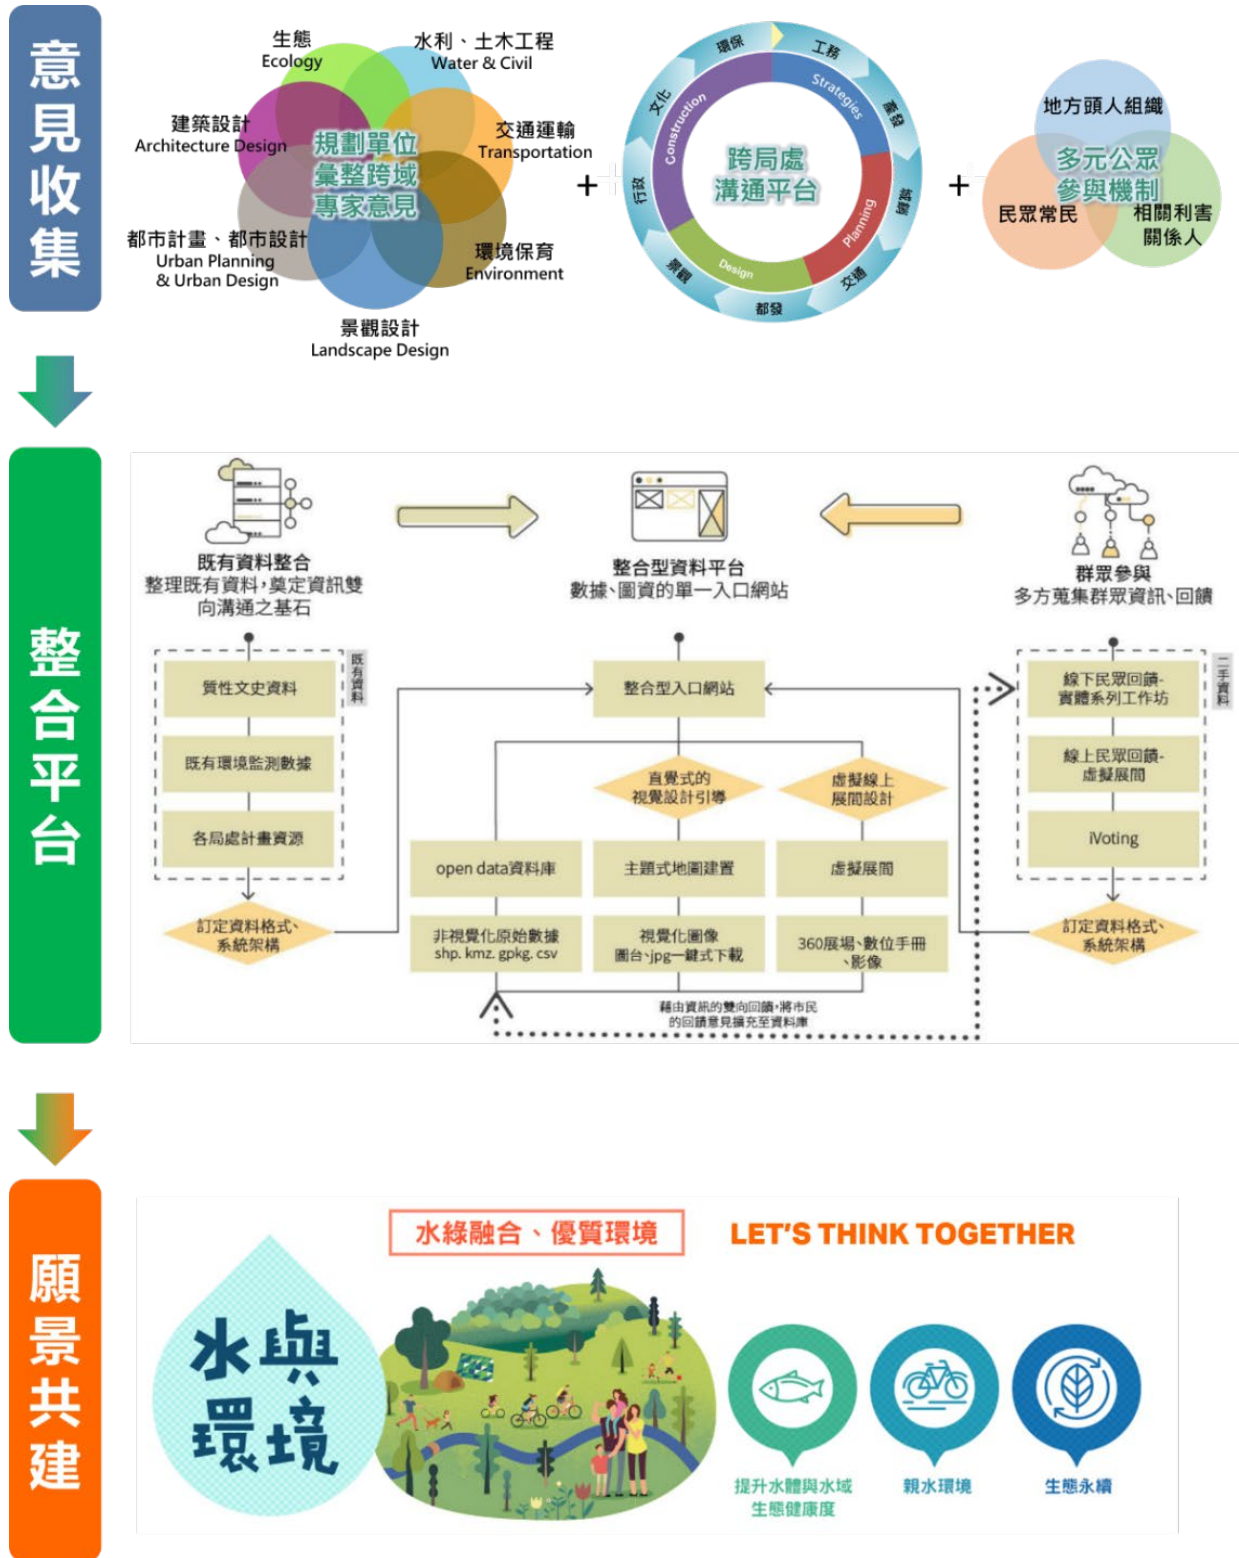 意見收集
生態
Ecology
水利、土木工程
Water & Civil
建築設計
Architecture Design
交通運輸
Transportation
規劃單位
彙整跨域
專家意見
都市計畫、都市設計
Urban Planning
& Urban Design
環境保育
Environment
景觀設計
Landscape Design
+
環保
工務
產發
城銷
交通
都發
景觀
行政
文化
Strategies
Planning
Design
Construction
跨局處
溝通平台
+
地方頭人組織
多元公眾
參與機制
民眾常民
相關利害
關係人
整合平台
既有資料整合
整理既有資料,奠定資訊雙
向溝通之基石
整合型資料平台
數據、圖資的單一入口網站
群眾參與
多方蒐集群眾資訊、回饋
既有資料
質性文史資料
既有環境監測數據
各局處計畫資源
訂定資料格式、
系統架構
整合型入口網站
直覺式的
視覺設計引導
虛擬線上
展間設計
open data資料庫
主題式地圖建置
虛擬展間
非視覺化原始數據
shp. kmz. gpkg. csv
視覺化圖像
圖台、jpg一鍵式下載
360展場、數位手冊
、影像
二手資料
線下民眾回饋-
實體系列工作坊
線上民眾回饋-
虛擬展間
iVoting
訂定資料格式、
系統架構
藉由資訊的雙向回饋,將市民
的回饋意見擴充至資料庫
願景共建
水與
環境
水綠融合、優質環境
LET'S THINK TOGETHER
提升水體與水域
生態健康度
親水環境
生態永續